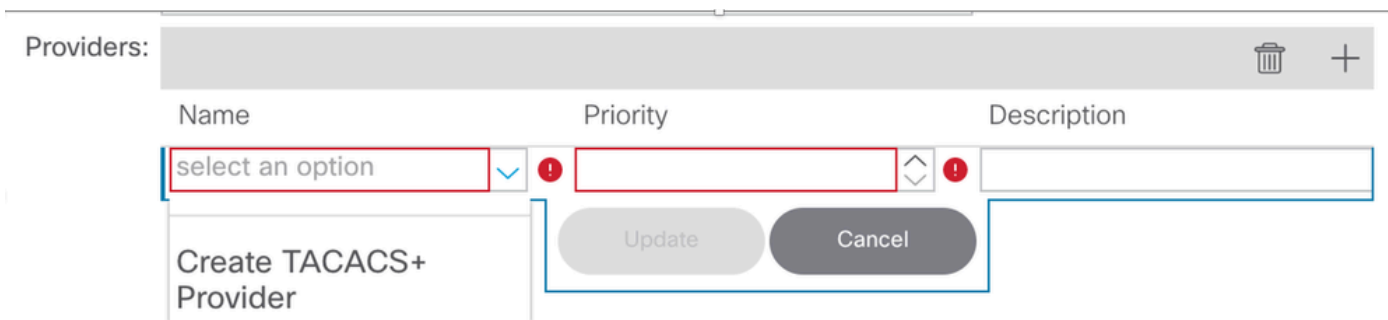 Providers:
Name Priority Description
select an option
Update Cancel
Create TACACS+
Provider